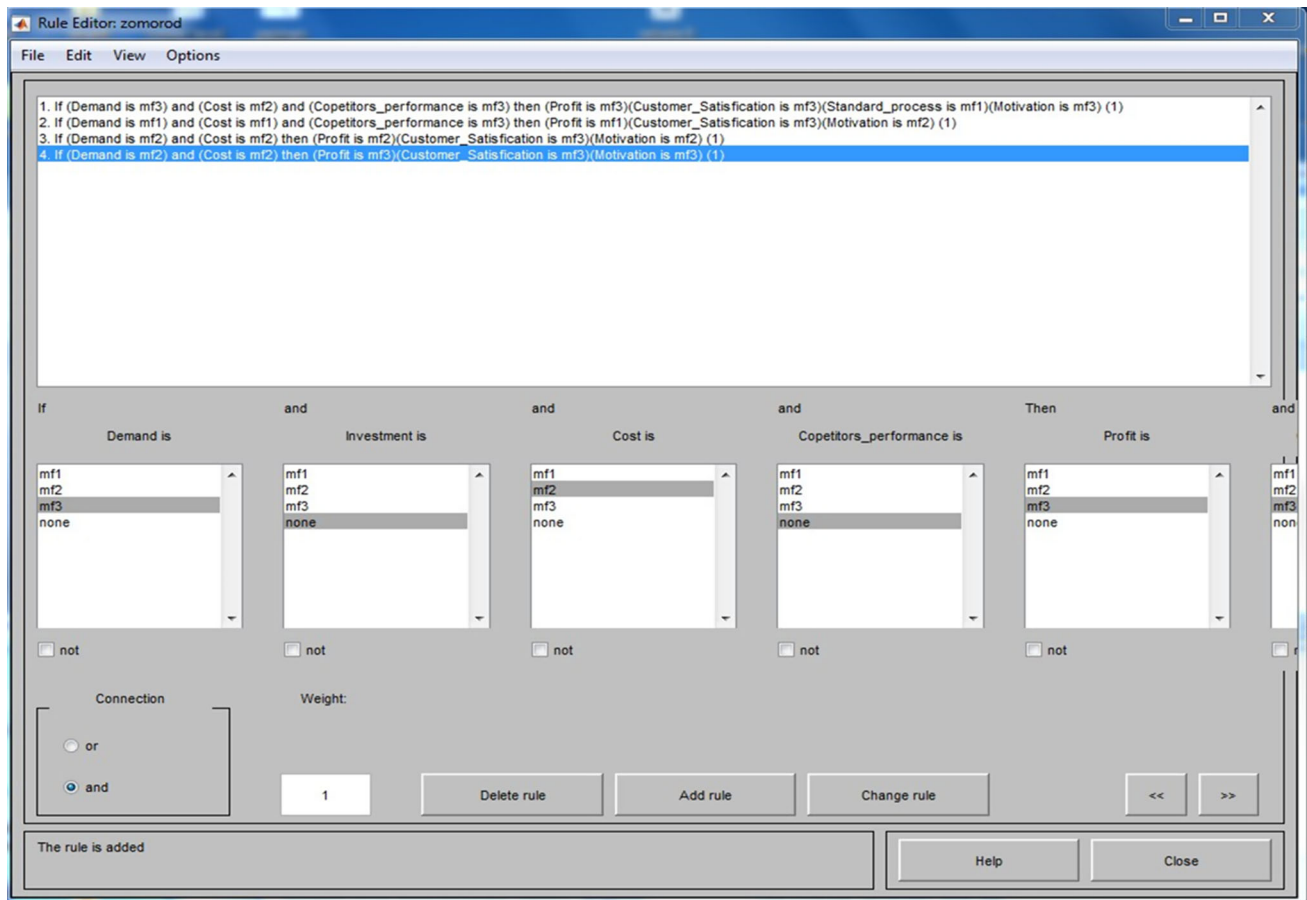 Rule Editor: zomorod
File Edit View Options
1. If (Demand is mf3) and (Cost is mf2) and (Copetitors_performance is mf3) then (Profit is mf3)(Customer_Satisfication is mf3)(Standard_process is mf1)(Motivation is mf3) (1)
2. If (Demand is mf1) and (Cost is mf1) and (Copetitors_performance is mf3) then (Profit is mf1)(Customer_Satisfication is mf3)(Motivation is mf2) (1)
3. If (Demand is mf2) and (Cost is mf2) then (Profit is mf2)(Customer_Satisfication is mf3)(Motivation is mf2) (1)
4. If (Demand is mf2) and (Cost is mf2) then (Profit is mf3)(Customer_Satisfication is mf3)(Motivation is mf3) (1)
If and and and Then and
Demand is Investment is Cost is Copetitors_performance is Profit is
mf1 mf1 mf1 mf1 mf1 mf1
mf2 mf2 mf2 mf2 mf2 mf2
mf3 mf3 mf3 mf3 mf3 mf3
none none none none none non
not not not not not
Connection Weight:
or
and 1 Delete rule Add rule Change rule << >>
The rule is added Help Close